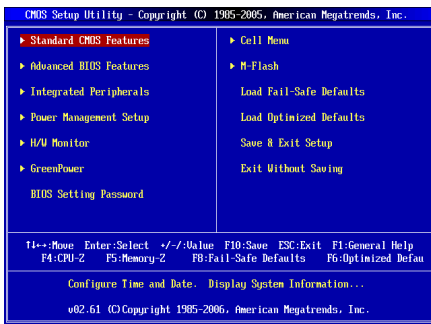 CMOS Setup Utility - Copyright (C) 1985-2005, American Megatrends, Inc.
▶ Standard CMOS Features
▶ Advanced BIOS Features
▶ Integrated Peripherals
▶ Power Management Setup
▶ H/W Monitor
▶ GreenPower
BIOS Setting Password
▶ Cell Menu
▶ M-Flash
Load Fail-Safe Defaults
Load Optimized Defaults
Save & Exit Setup
Exit Without Saving
↑↓←→:Move Enter:Select +/-/:Value F10:Save ESC:Exit F1:General Help
F4:CPU-Z F5:Memory-Z F8:Fail-Safe Defaults F6:Optimized Defau
Configure Time and Date. Display System Information...
v02.61 (C)Copyright 1985-2006, American Megatrends, Inc.